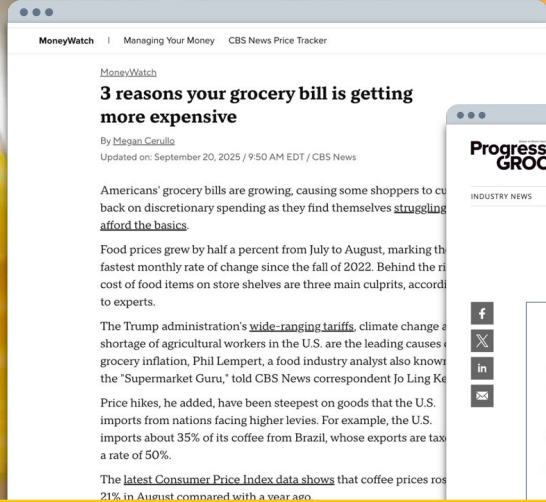 MoneyWatch | Managing Your Money CBS News Price Tracker
MoneyWatch
3 reasons your grocery bill is getting
more expensive
By Megan Cerullo
Updated on: September 20, 2025 / 9:50 AM EDT / CBS News
Americans' grocery bills are growing, causing some shoppers to
back on discretionary spending as they find themselves struggling
afford the basics.
Food prices grew by half a percent from July to August, marking
fastest monthly rate of change since the fall of 2022. Behind the
cost of food items on store shelves are three main culprits,
to experts.
The Trump administration's wide-ranging tariffs, climate change
shortage of agricultural workers in the U.S. are the leading causes
grocery inflation, Phil Lempert, a food industry analyst also
the "Supermarket Guru," told CBS News correspondent Jo Ling
Price hikes, he added, have been steepest on goods that the U.S.
imports from nations facing higher levies. For example, the U.S.
imports about 35% of its coffee from Brazil, whose exports are
a rate of 50%.
The latest Consumer Price Index data shows that coffee prices
21% in August compared with a year ago.
INDUSTRY NEWS
f
X
in